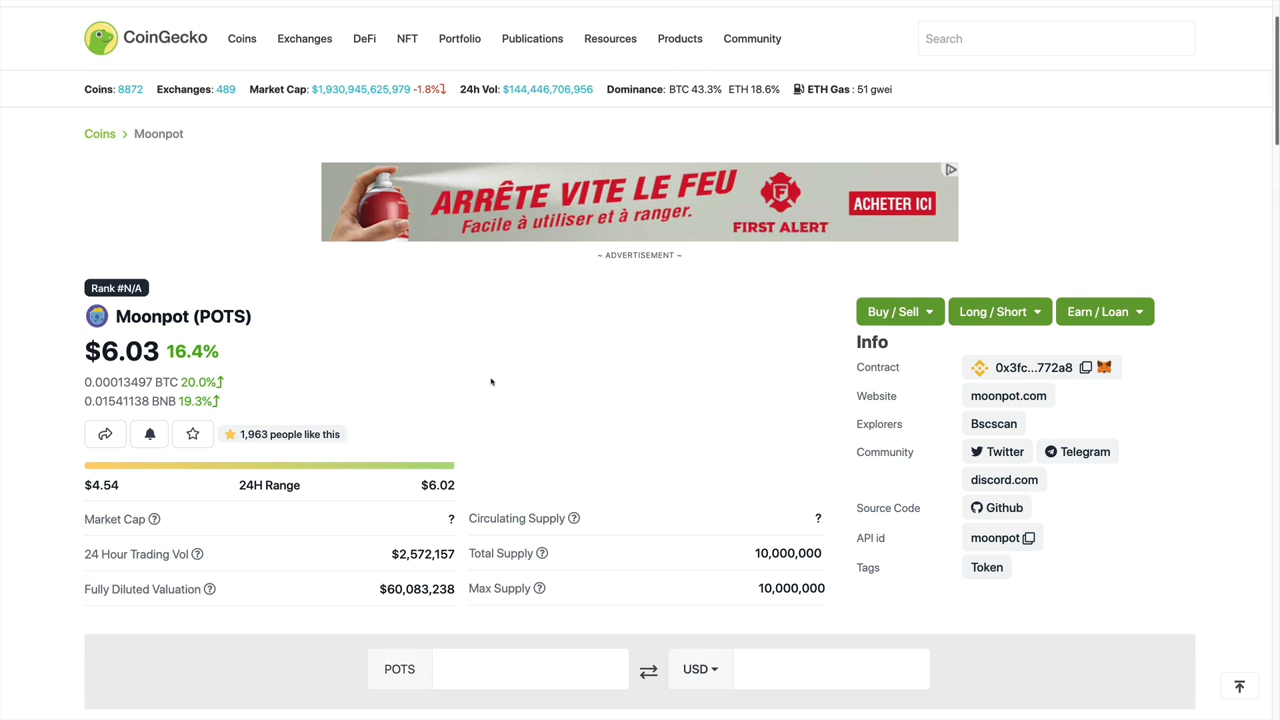 CoinGecko Coins Exchanges DeFi NFT Portfolio Publications Resources Products Community Search
Coins: 8872 Exchanges: 489 Market Cap: $1,930,945,625,979 -1.8% 24h Vol: $144,446,706,956 Dominance: BTC 43.3% ETH 18.6% ETH Gas : 51 gwei
Coins > Moonpot
ARRÊTE VITE LE FEU
Facile à utiliser et à ranger.
F
FIRST ALERT
ACHETER ICI
~ ADVERTISEMENT ~
Rank #N/A
Moonpot (POTS)
$6.03 16.4%
0.00013497 BTC 20.0%
0.01541138 BNB 19.3%
1,963 people like this
$4.54 24H Range $6.02
Market Cap ? ?
24 Hour Trading Vol ? $2,572,157
Fully Diluted Valuation ? $60,083,238
Circulating Supply ? ?
Total Supply ? 10,000,000
Max Supply ? 10,000,000
Buy / Sell Long / Short Earn / Loan
Info
Contract 0x3fc...772a8
Website moonpot.com
Explorers Bscscan
Community Twitter Telegram
discord.com
Source Code Github
API id moonpot
Tags Token
POTS USD